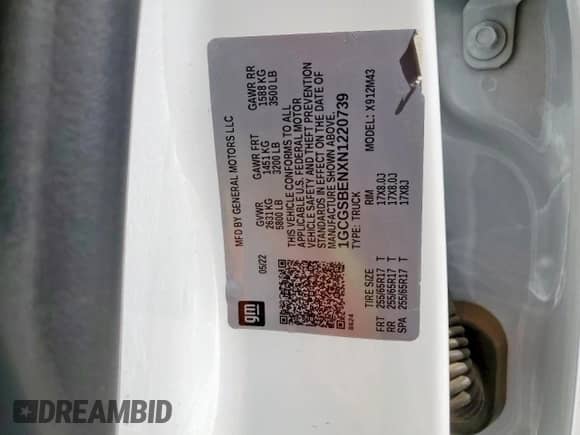 MFD BY GENERAL MOTORS LLC
05/22
GVWR
2631 KG
5800 LB
GAWR FRT
1451 KG
3200 LB
GAWR RR
1588 KG
3500 LB
THIS VEHICLE CONFORMS TO ALL
APPLICABLE U.S. FEDERAL MOTOR
VEHICLE SAFETY AND THEFT PREVENTION
STANDARDS IN EFFECT ON THE DATE OF
MANUFACTURE SHOWN ABOVE.
1GCGSBENXN1220739
TYPE: TRUCK
MODEL: X912M43
gm
8624
TIRE SIZE
RIM
FRT 255/65R17 T 17X8.0J
RR 255/65R17 T 17X8.0J
SPA 255/65R17 T 17X8J
DREAMBID